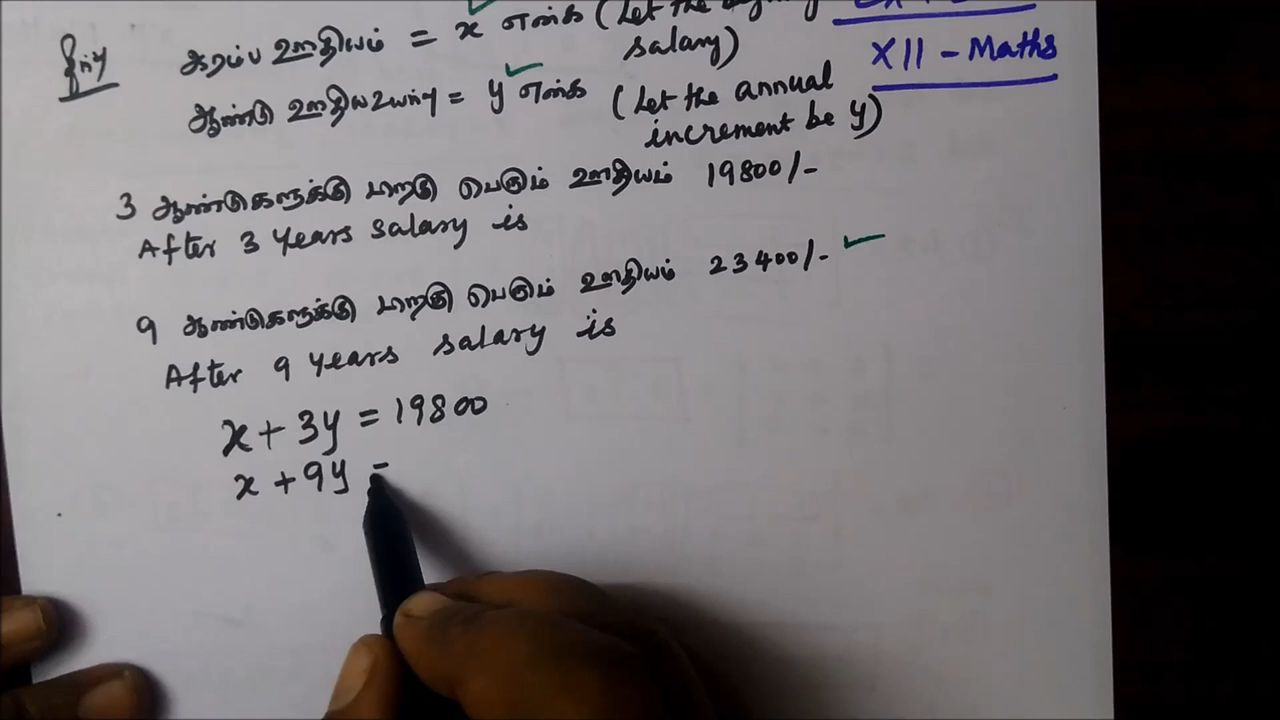 தீர்வு
ஆரம்ப ஊதியம் = x என்க (Let the
salary)
XII - Maths
ஆண்டு ஊதிய உயர்வு = y என்க (Let the annual
increment be y)
3 ஆண்டுகளுக்கு பிறகு பெறும் ஊதியம் 19800/-
After 3 years salary is
9 ஆண்டுகளுக்கு பிறகு பெறும் ஊதியம் 23400/-
After 9 years salary is
x + 3y = 19800
x + 9y =